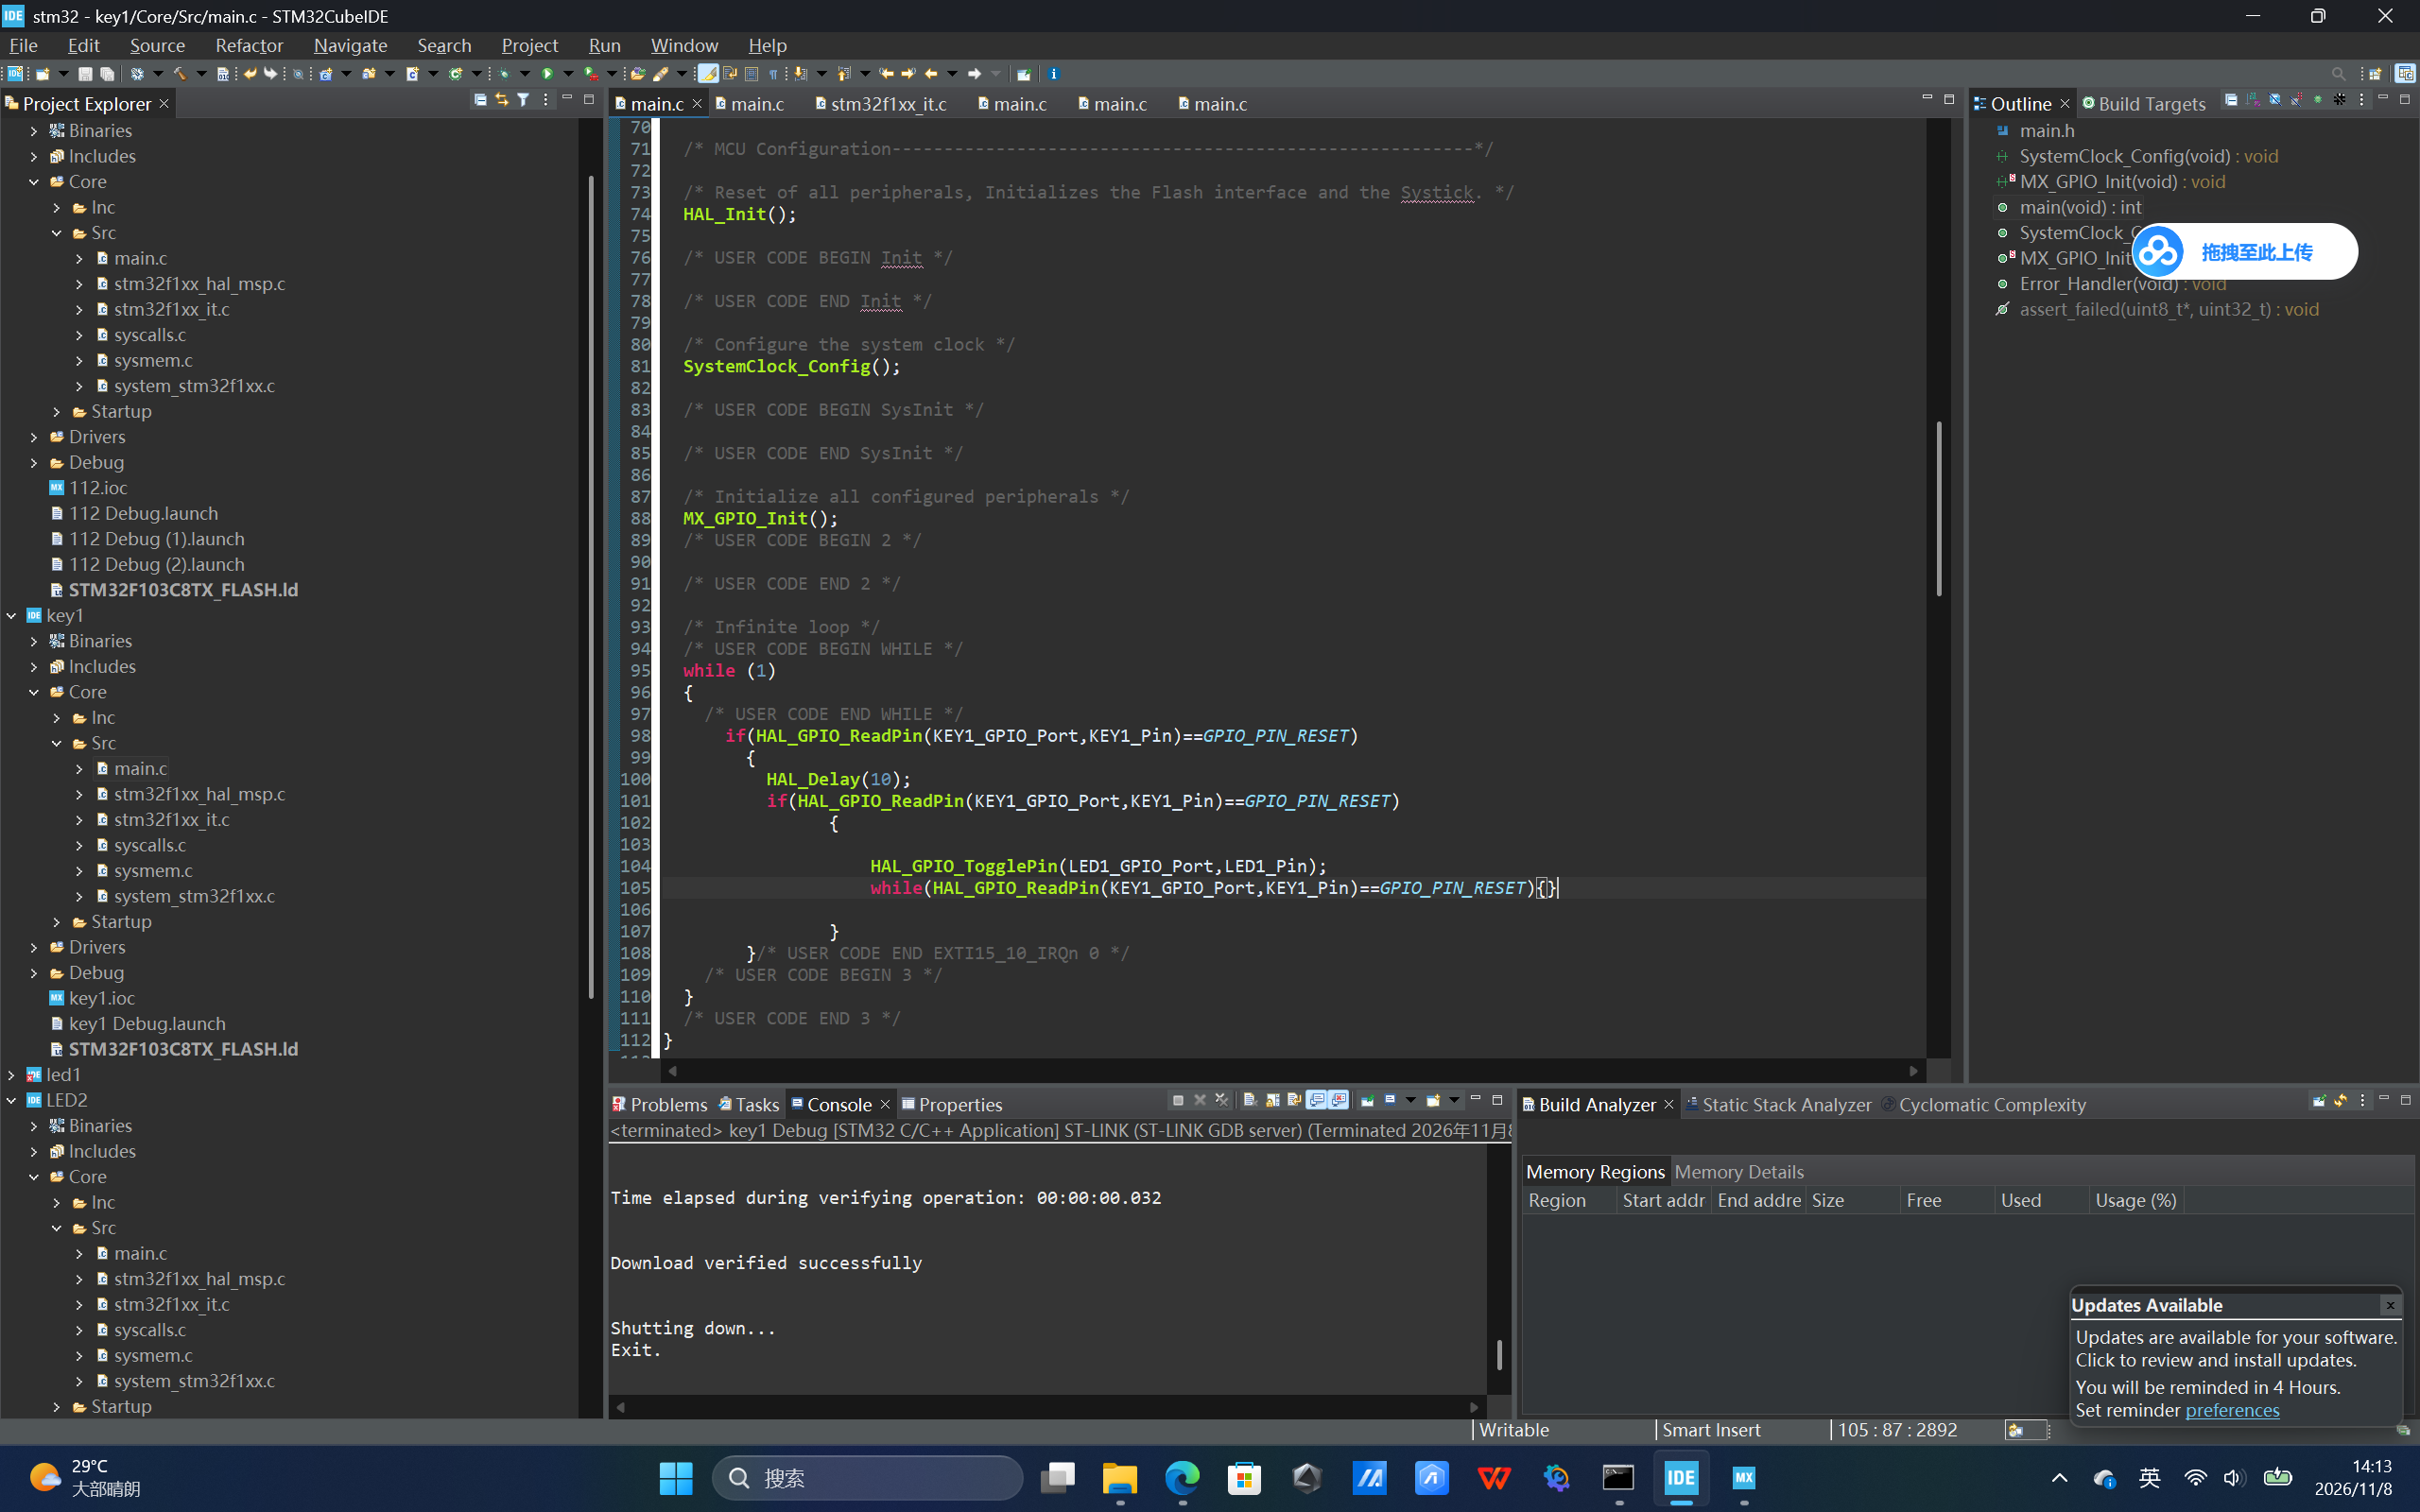 IDE stm32 - key1/Core/Src/main.c - STM32CubeIDE
File Edit Source Refactor Navigate Search Project Run Window Help
Project Explorer
Binaries
Includes
Core
Inc
Src
main.c
stm32f1xx_hal_msp.c
stm32f1xx_it.c
syscalls.c
sysmem.c
system_stm32f1xx.c
Startup
Drivers
Debug
112.ioc
112 Debug.launch
112 Debug (1).launch
112 Debug (2).launch
STM32F103C8TX_FLASH.ld
key1
Binaries
Includes
Core
Inc
Src
main.c
stm32f1xx_hal_msp.c
stm32f1xx_it.c
syscalls.c
sysmem.c
system_stm32f1xx.c
Startup
Drivers
Debug
key1.ioc
key1 Debug.launch
STM32F103C8TX_FLASH.ld
led1
LED2
Binaries
Includes
Core
Inc
Src
main.c
stm32f1xx_hal_msp.c
stm32f1xx_it.c
syscalls.c
sysmem.c
system_stm32f1xx.c
Startup
main.c main.c stm32f1xx_it.c main.c main.c main.c
70
71 /* MCU Configuration--------------------------------------------------------*/
72
73 /* Reset of all peripherals, Initializes the Flash interface and the Systick. */
74 HAL_Init();
75
76 /* USER CODE BEGIN Init */
77
78 /* USER CODE END Init */
79
80 /* Configure the system clock */
81 SystemClock_Config();
82
83 /* USER CODE BEGIN SysInit */
84
85 /* USER CODE END SysInit */
86
87 /* Initialize all configured peripherals */
88 MX_GPIO_Init();
89 /* USER CODE BEGIN 2 */
90
91 /* USER CODE END 2 */
92
93 /* Infinite loop */
94 /* USER CODE BEGIN WHILE */
95 while (1)
96 {
97 /* USER CODE END WHILE */
98 if(HAL_GPIO_ReadPin(KEY1_GPIO_Port,KEY1_Pin)==GPIO_PIN_RESET)
99 {
100 HAL_Delay(10);
101 if(HAL_GPIO_ReadPin(KEY1_GPIO_Port,KEY1_Pin)==GPIO_PIN_RESET)
102 {
103
104 HAL_GPIO_TogglePin(LED1_GPIO_Port,LED1_Pin);
105 while(HAL_GPIO_ReadPin(KEY1_GPIO_Port,KEY1_Pin)==GPIO_PIN_RESET){}
106
107 }
108 }/* USER CODE END EXTI15_10_IRQn 0 */
109 /* USER CODE BEGIN 3 */
110 }
111 /* USER CODE END 3 */
112 }
Outline Build Targets
main.h
SystemClock_Config(void) : void
MX_GPIO_Init(void) : void
main(void) : int
SystemClock_C
MX_GPIO_Init
Error_Handler(void) : void
assert_failed(uint8_t*, uint32_t) : void
拖拽至此上传
Problems Tasks Console Properties
<terminated> key1 Debug [STM32 C/C++ Application] ST-LINK (ST-LINK GDB server) (Terminated 2026年11月8
Time elapsed during verifying operation: 00:00:00.032
Download verified successfully
Shutting down...
Exit.
Build Analyzer Static Stack Analyzer Cyclomatic Complexity
Memory Regions Memory Details
Region Start addr End addre Size Free Used Usage (%)
Updates Available
Updates are available for your software.
Click to review and install updates.
You will be reminded in 4 Hours.
Set reminder preferences
Writable Smart Insert 105 : 87 : 2892
29°C
大部晴朗
搜索
IDE
MX
英
14:13
2026/11/8